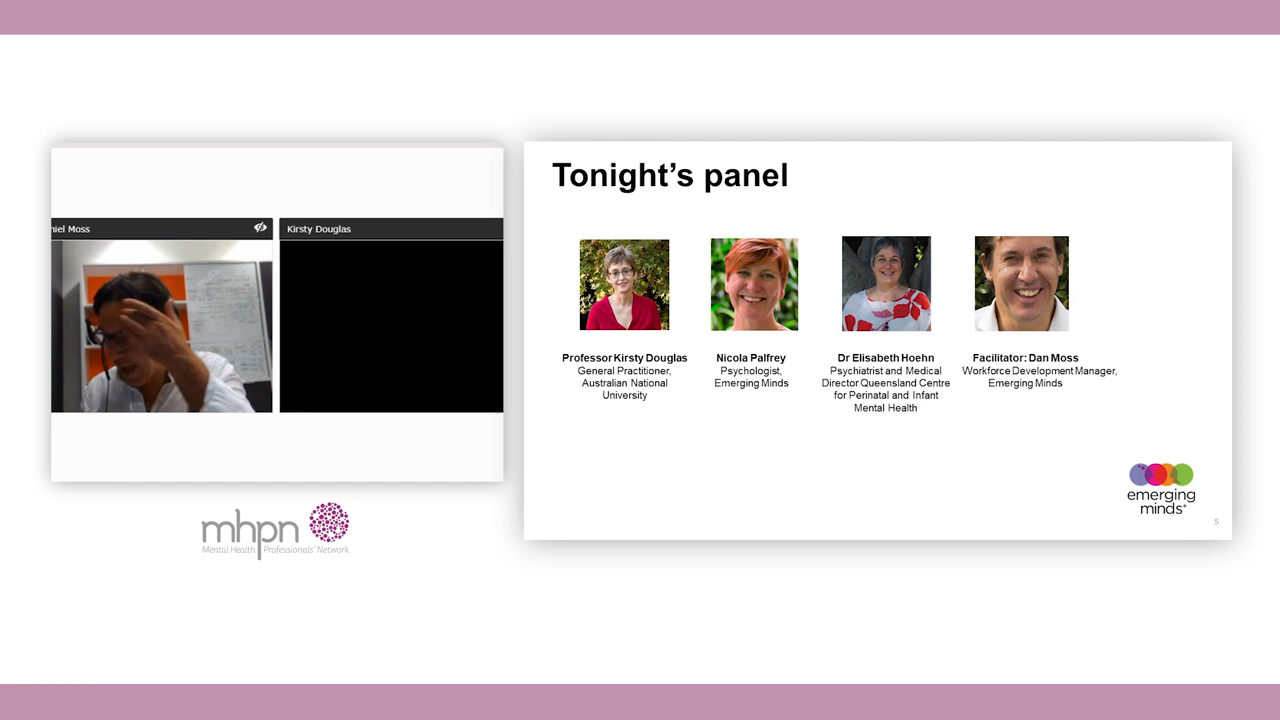 niel Moss
Kirsty Douglas
mhpn
Mental Health Professionals' Network
Tonight's panel
Professor Kirsty Douglas
General Practitioner,
Australian National
University
Nicola Palfrey
Psychologist,
Emerging Minds
Dr Elisabeth Hoehn
Psychiatrist and Medical
Director Queensland Centre
for Perinatal and Infant
Mental Health
Facilitator: Dan Moss
Workforce Development Manager,
Emerging Minds
emerging
minds
5